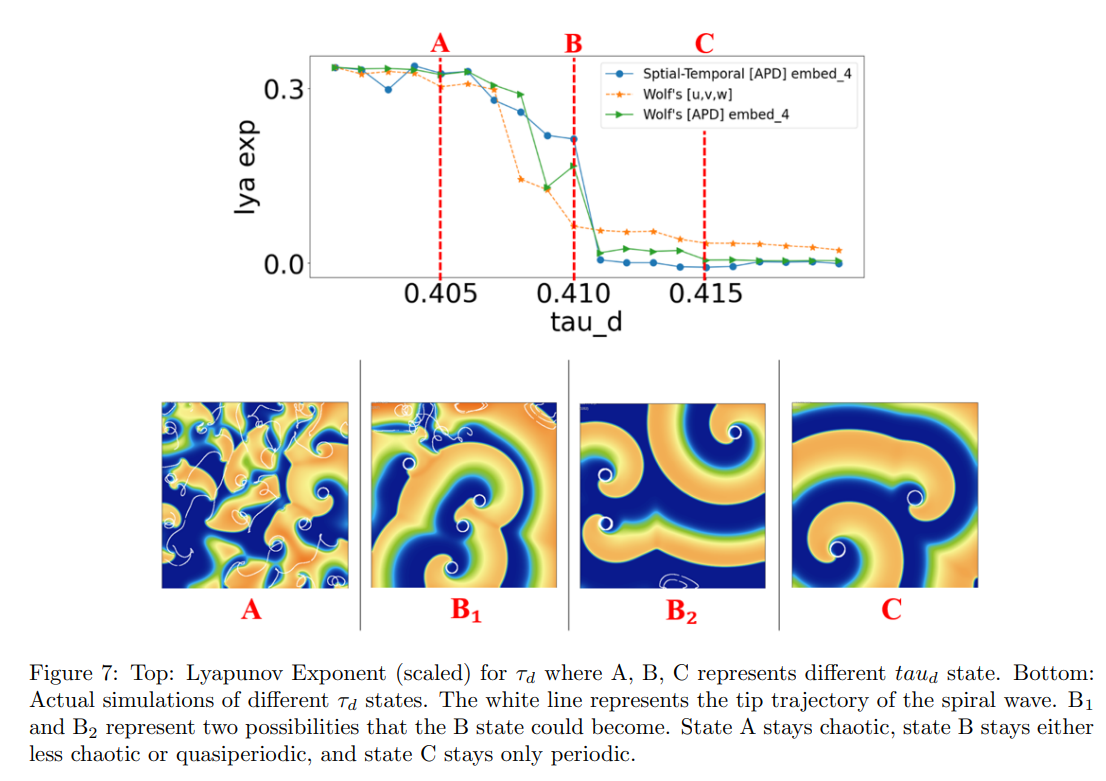 A B C
Sptial-Temporal [APD] embed_4
Wolf's [u,v,w]
Wolf's [APD] embed_4
0.3
lya exp
0.0
0.405 0.410 0.415
tau_d
A B₁ B₂ C
Figure 7: Top: Lyapunov Exponent (scaled) for τd where A, B, C represents different taud state. Bottom:
Actual simulations of different τd states. The white line represents the tip trajectory of the spiral wave. B₁
and B₂ represent two possibilities that the B state could become. State A stays chaotic, state B stays either
less chaotic or quasiperiodic, and state C stays only periodic.